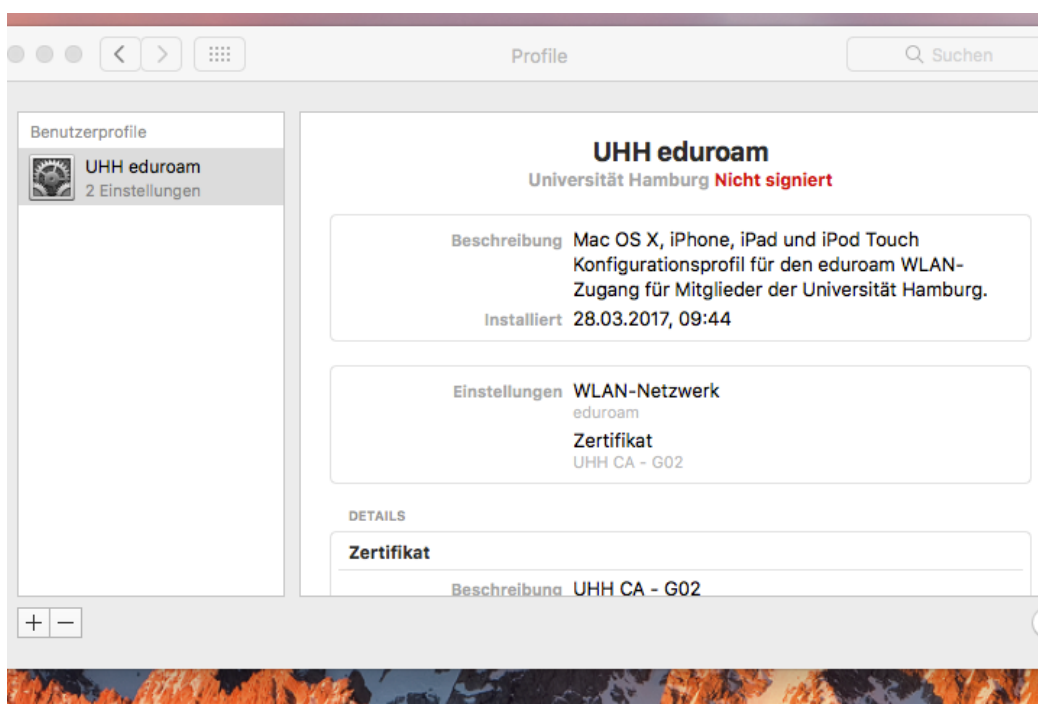 Profile
Suchen
Benutzerprofile
UHH eduroam
2 Einstellungen
UHH eduroam
Universität Hamburg Nicht signiert
Beschreibung Mac OS X, iPhone, iPad und iPod Touch
Konfigurationsprofil für den eduroam WLAN-
Zugang für Mitglieder der Universität Hamburg.
Installiert 28.03.2017, 09:44
Einstellungen WLAN-Netzwerk
eduroam
Zertifikat
UHH CA - G02
DETAILS
Zertifikat
Beschreibung UHH CA - G02